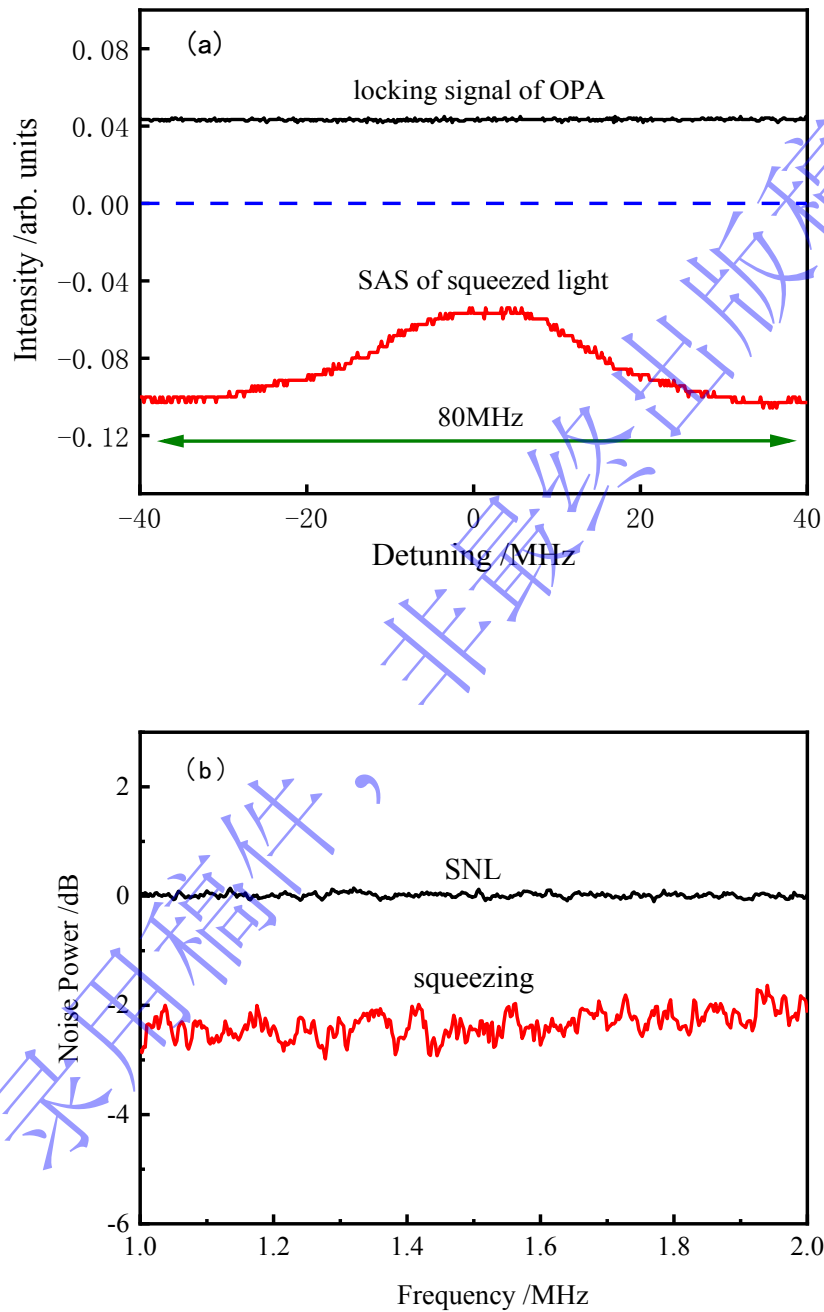 (a)
0.08
locking signal of OPA
0.04
0.00
-0.04
SAS of squeezed light
-0.08
80MHz
-0.12
-40
-20
0
20
40
Intensity /arb. units
Detuning /MHz
(b)
2
SNL
0
squeezing
-2
-4
-6
1.0
1.2
1.4
1.6
1.8
2.0
Noise Power /dB
Frequency /MHz
录用稿件，非最终出版稿